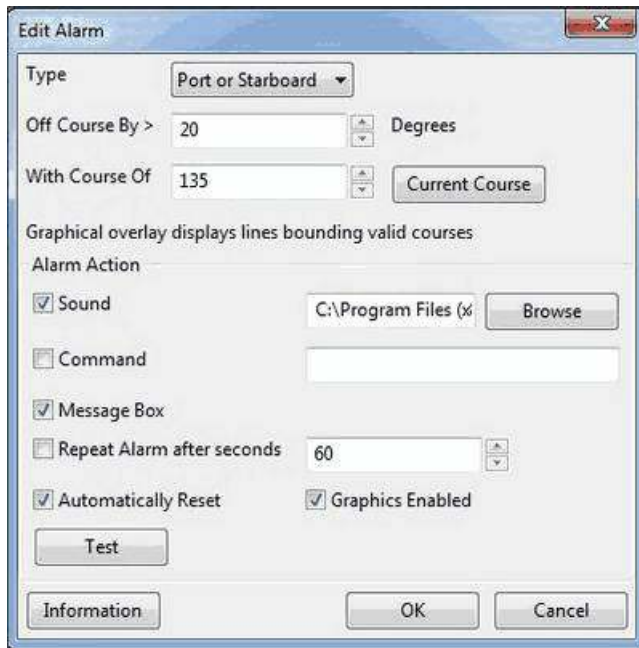 Edit Alarm
Type Port or Starboard
Off Course By > 20 Degrees
With Course Of 135 Current Course
Graphical overlay displays lines bounding valid courses
Alarm Action
Sound C:\Program Files (x Browse
Command
Message Box
Repeat Alarm after seconds 60
Automatically Reset Graphics Enabled
Test
Information OK Cancel